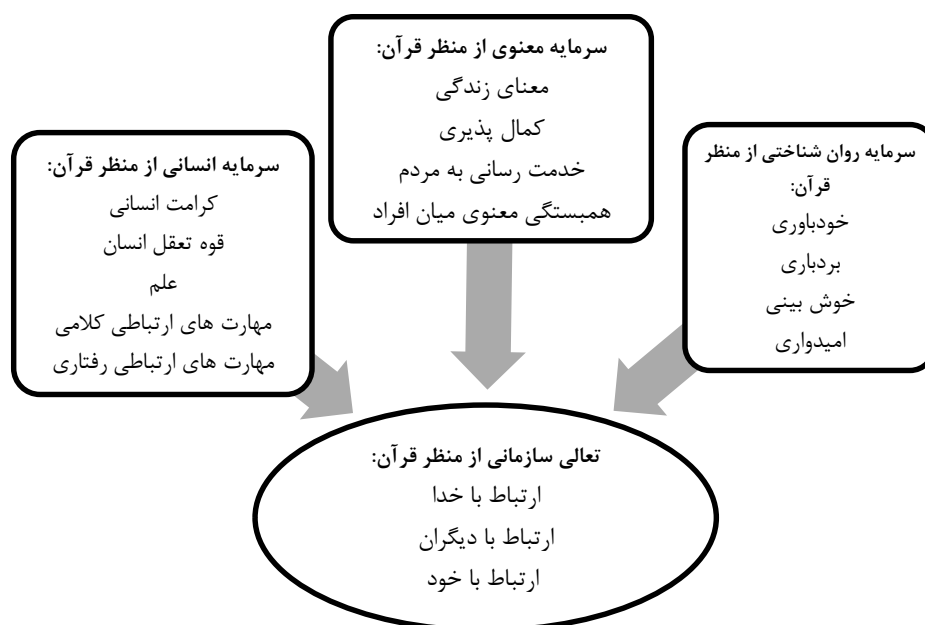 سرمایه معنوی از منظر قرآن:
معنای زندگی
کمال پذیری
خدمت رسانی به مردم
همبستگی معنوی میان افراد
سرمایه روان شناختی از منظر
قرآن:
خودباوری
بردباری
خوش بینی
امیدواری
سرمایه انسانی از منظر قرآن:
کرامت انسانی
قوه تعقل انسان
علم
مهارت های ارتباطی کلامی
مهارت های ارتباطی رفتاری
تعالی سازمانی از منظر قرآن:
ارتباط با خدا
ارتباط با دیگران
ارتباط با خود